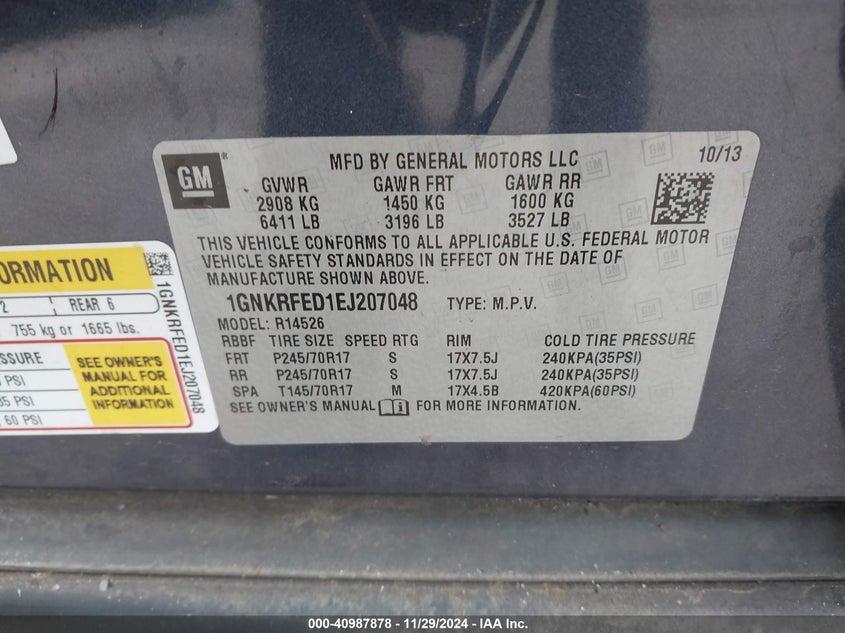 GM
®
MFD BY GENERAL MOTORS LLC 10/13
GVWR GAWR FRT GAWR RR
2908 KG 1450 KG 1600 KG
6411 LB 3196 LB 3527 LB
THIS VEHICLE CONFORMS TO ALL APPLICABLE U.S. FEDERAL MOTOR
VEHICLE SAFETY STANDARDS IN EFFECT ON THE DATE OF
MANUFACTURE SHOWN ABOVE.
1GNKRFED1EJ207048 TYPE: M.P.V.
MODEL: R14526
RBBF TIRE SIZE SPEED RTG RIM COLD TIRE PRESSURE
FRT P245/70R17 S 17X7.5J 240KPA(35PSI)
RR P245/70R17 S 17X7.5J 240KPA(35PSI)
SPA T145/70R17 M 17X4.5B 420KPA(60PSI)
SEE OWNER'S MANUAL i FOR MORE INFORMATION.
ORMATION
2 REAR 6
755 kg or 1665 lbs.
SSURE
PSI
35 PSI
60 PSI
SEE OWNER'S
MANUAL FOR
ADDITIONAL
INFORMATION
1GNKRFED1EJ207048
000-40987878 - 11/29/2024 - IAA Inc.